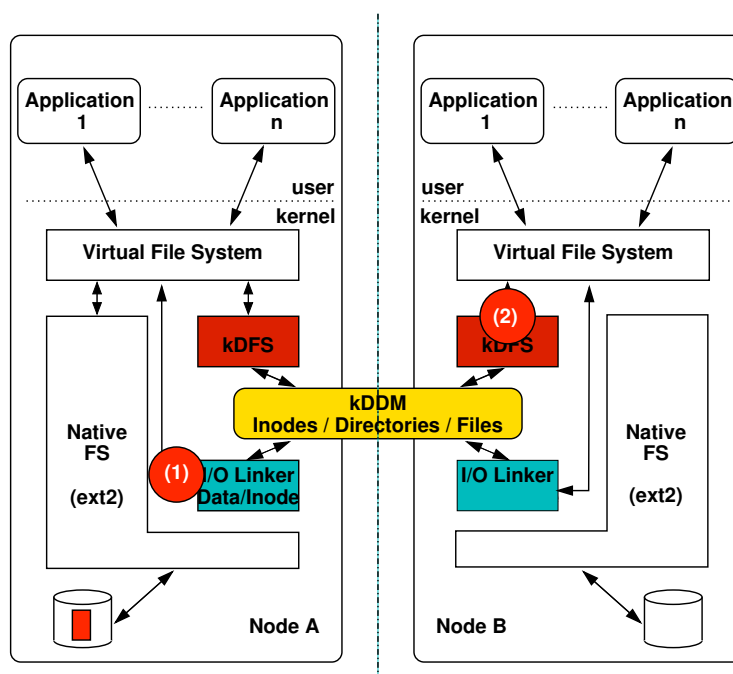 Application
1
Application
n
Application
1
Application
n
user
kernel
user
kernel
Virtual File System
Virtual File System
(2)
kDFS
kDFS
kDDM
Inodes / Directories / Files
Native
FS
(ext2)
(1)
I/O Linker
Data/Inode
I/O Linker
Native
FS
(ext2)
Node A
Node B